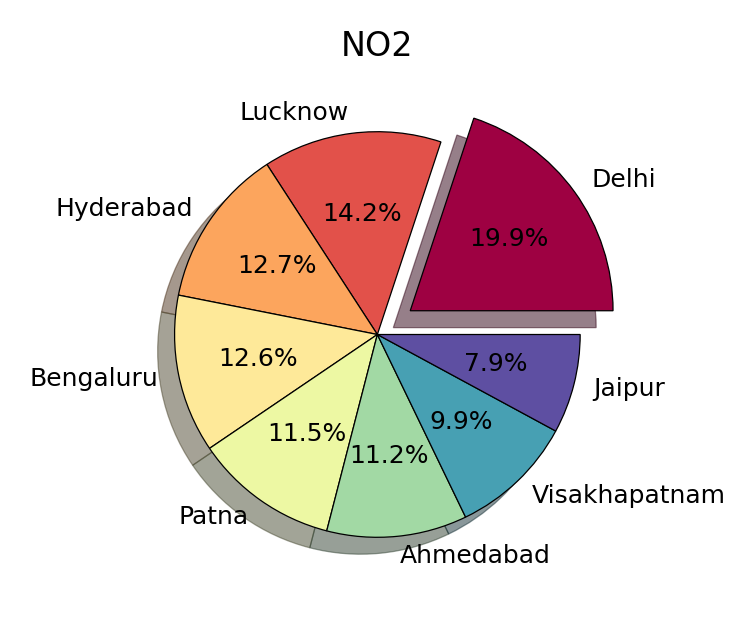 NO2
Lucknow
Delhi
Hyderabad
14.2%
19.9%
12.7%
Bengaluru
12.6%
7.9%
Jaipur
11.5%
9.9%
11.2%
Patna
Visakhapatnam
Ahmedabad